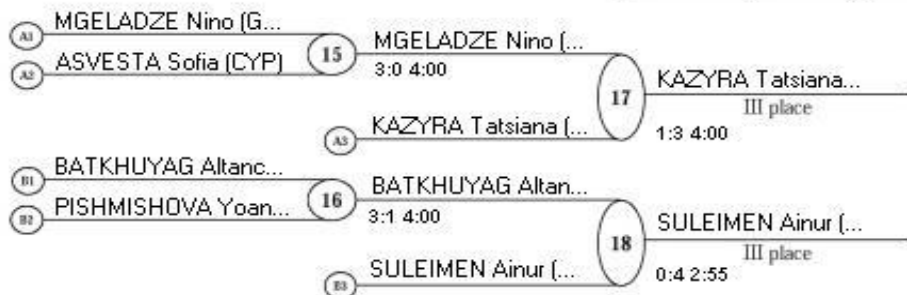 A1 MGELADZE Nino (G...
A2 ASVESTA Sofia (CYP)
15
MGELADZE Nino (...
3:0 4:00
A3 KAZYRA Tatsiana (...
17
KAZYRA Tatsiana...
III place
1:3 4:00
B1 BATKHUYAG Altanc...
B2 PISHMISHOVA Yoan...
16
BATKHUYAG Altan...
3:1 4:00
B3 SULEIMEN Ainur (...
18
SULEIMEN Ainur (...
III place
0:4 2:55